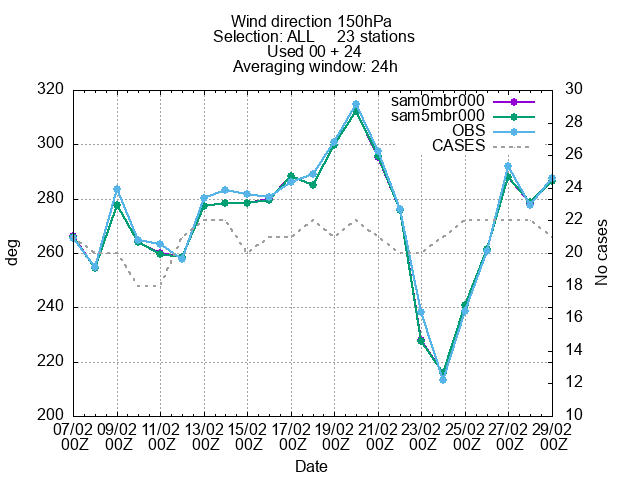 Wind direction 150hPa
Selection: ALL 23 stations
Used 00 + 24
Averaging window: 24h
320
300
280
260
240
220
200
deg
30
28
26
24
22
20
18
16
14
12
10
No cases
sam0mbr000
sam5mbr000
OBS
CASES
07/02 09/02 11/02 13/02 15/02 17/02 19/02 21/02 23/02 25/02 27/02 29/02
00Z 00Z 00Z 00Z 00Z 00Z 00Z 00Z 00Z 00Z 00Z 00Z
Date